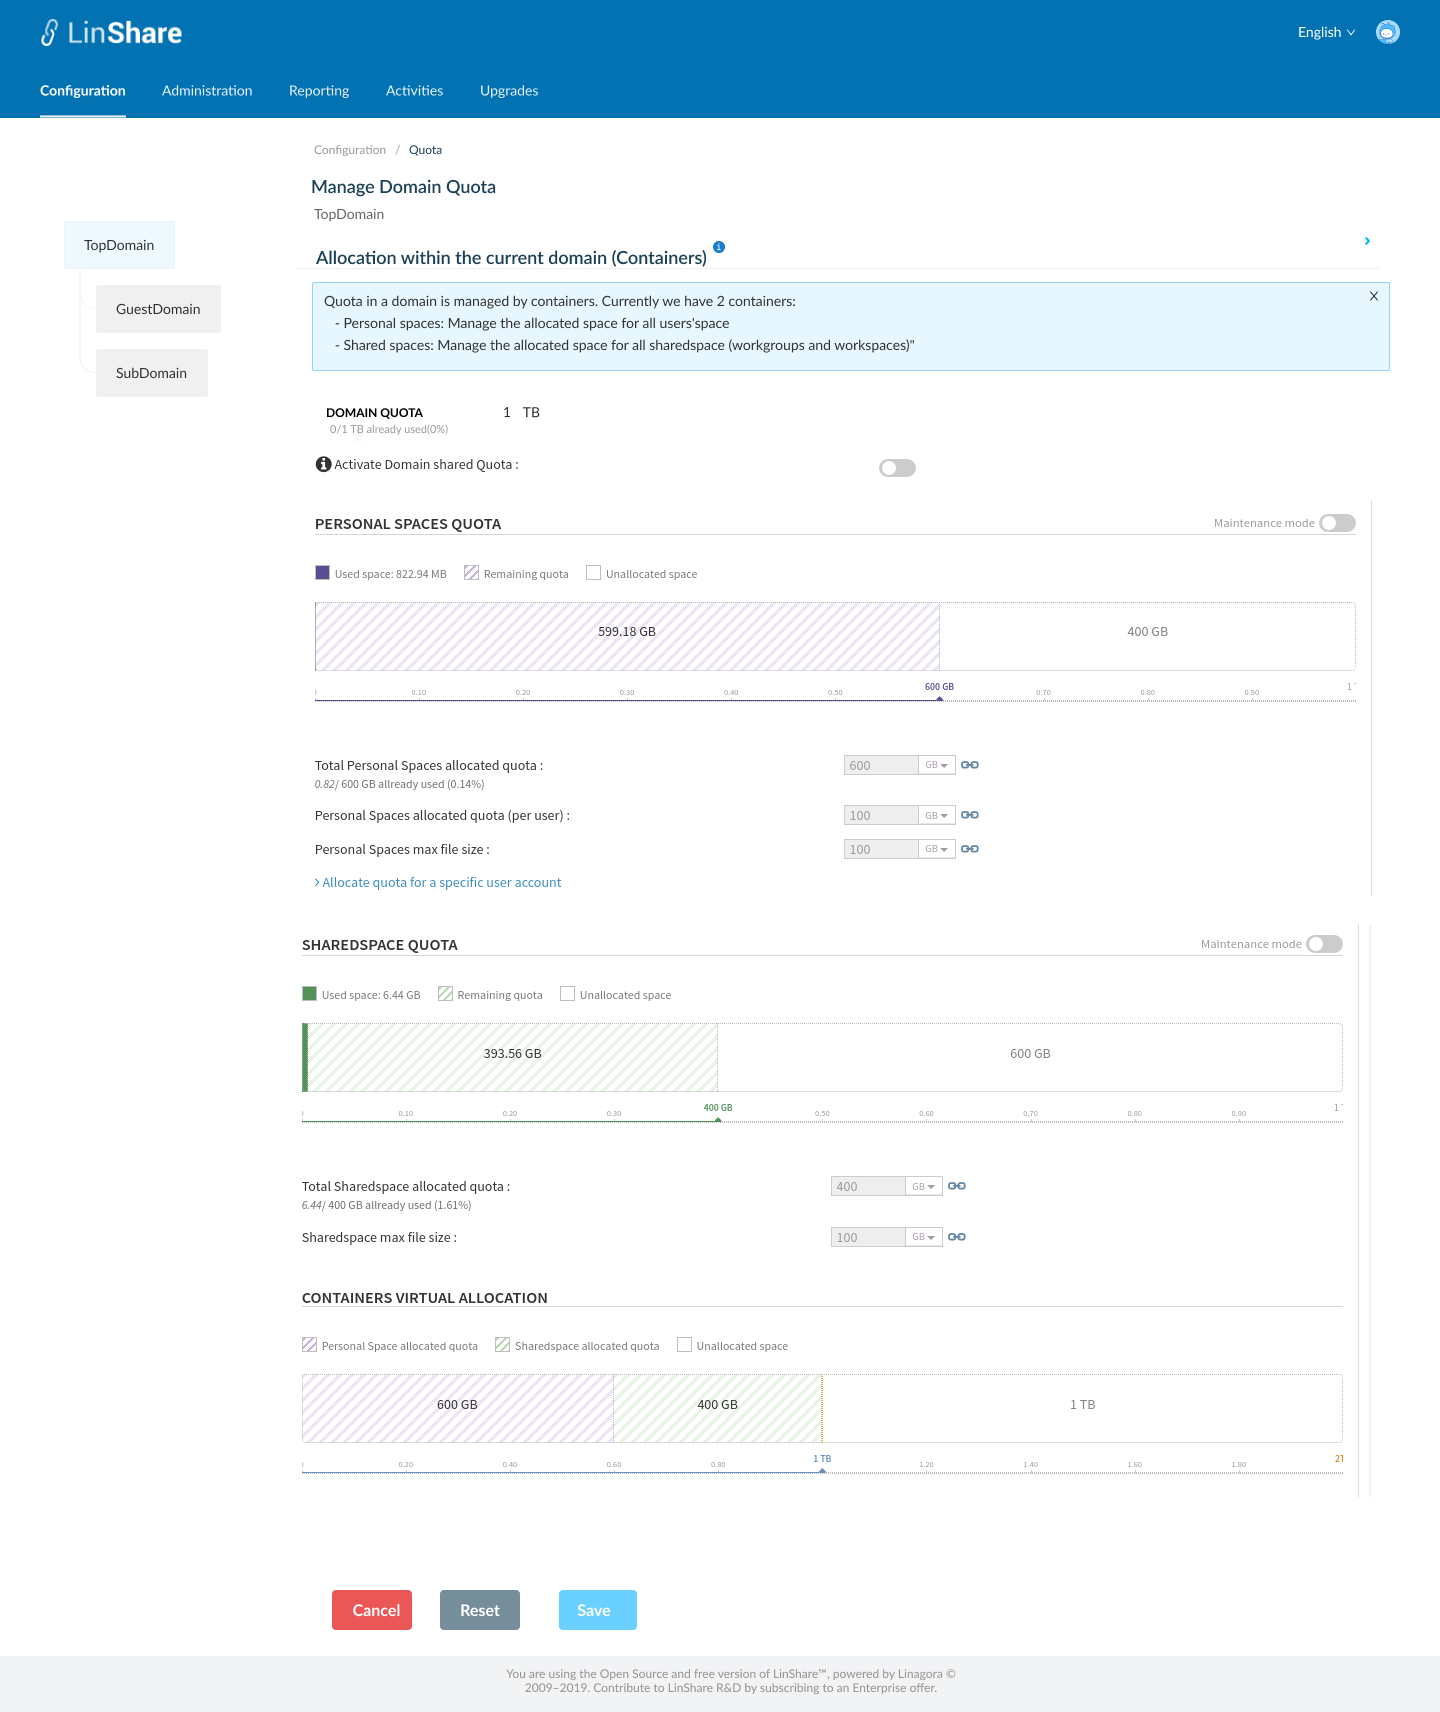 LinShare
English
Configuration Administration Reporting Activities Upgrades
Configuration / Quota
Manage Domain Quota
TopDomain
TopDomain
GuestDomain
SubDomain
Allocation within the current domain (Containers)
Quota in a domain is managed by containers. Currently we have 2 containers:
- Personal spaces: Manage the allocated space for all users'space
- Shared spaces: Manage the allocated space for all sharedspace (workgroups and workspaces)"
X
DOMAIN QUOTA 1 TB
0/1 TB already used(0%)
Activate Domain shared Quota :
PERSONAL SPACES QUOTA Maintenance mode
Used space: 822.94 MB Remaining quota Unallocated space
599.18 GB 400 GB
0.10 0.20 0.30 0.40 0.50 600 GB 0.70 0.80 0.90 1
Total Personal Spaces allocated quota : 600 GB
0.82/ 600 GB allready used (0.14%)
Personal Spaces allocated quota (per user) : 100 GB
Personal Spaces max file size : 100 GB
> Allocate quota for a specific user account
SHAREDSPACE QUOTA Maintenance mode
Used space: 6.44 GB Remaining quota Unallocated space
393.56 GB 600 GB
0.10 0.20 0.30 400 GB 0.50 0.60 0.70 0.80 0.90 1
Total Sharedspace allocated quota : 400 GB
6.44/ 400 GB allready used (1.61%)
Sharedspace max file size : 100 GB
CONTAINERS VIRTUAL ALLOCATION
Personal Space allocated quota Sharedspace allocated quota Unallocated space
600 GB 400 GB 1 TB
0.20 0.40 0.60 0.80 1 TB 1.20 1.40 1.60 1.80 2T
Cancel Reset Save
You are using the Open Source and free version of LinShare™, powered by Linagora ©
2009–2019. Contribute to LinShare R&D by subscribing to an Enterprise offer.